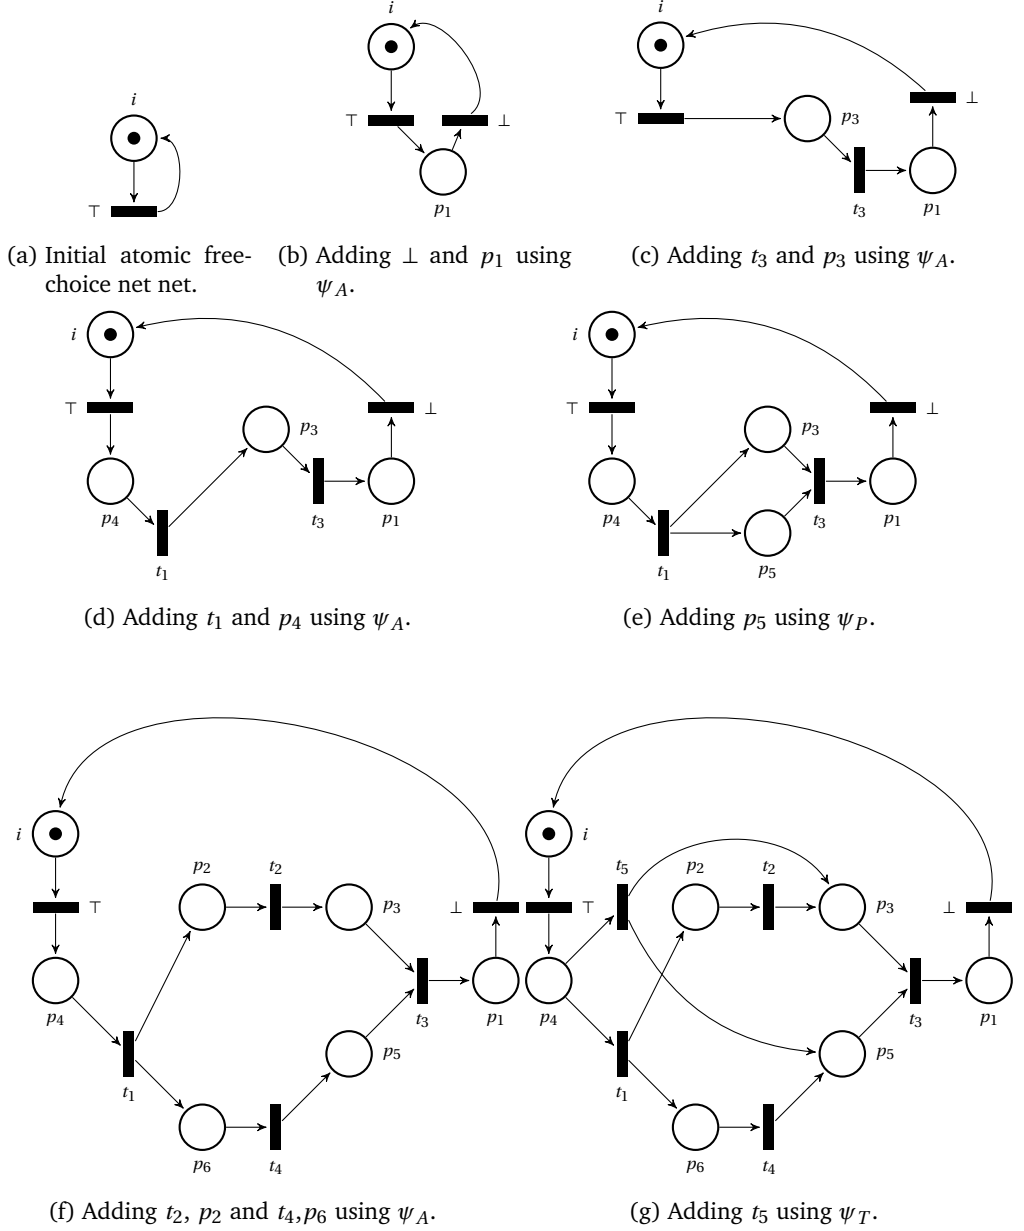 i
⊤
(a) Initial atomic free-
choice net net.
i
⊤
⊥
p1
(b) Adding ⊥ and p1 using
ψA.
i
⊤
p3
⊥
t3
p1
(c) Adding t3 and p3 using ψA.
i
⊤
p3
⊥
p4
t3
p1
t1
(d) Adding t1 and p4 using ψA.
i
⊤
p3
⊥
p4
t3
p1
t1
p5
(e) Adding p5 using ψP.
i
p2
t2
⊤
p3
⊥
p4
t3
p1
p5
t1
p6
t4
(f) Adding t2, p2 and t4,p6 using ψA.
i
t5
p2
t2
⊤
p3
⊥
p4
t3
p1
p5
t1
p6
t4
(g) Adding t5 using ψT.